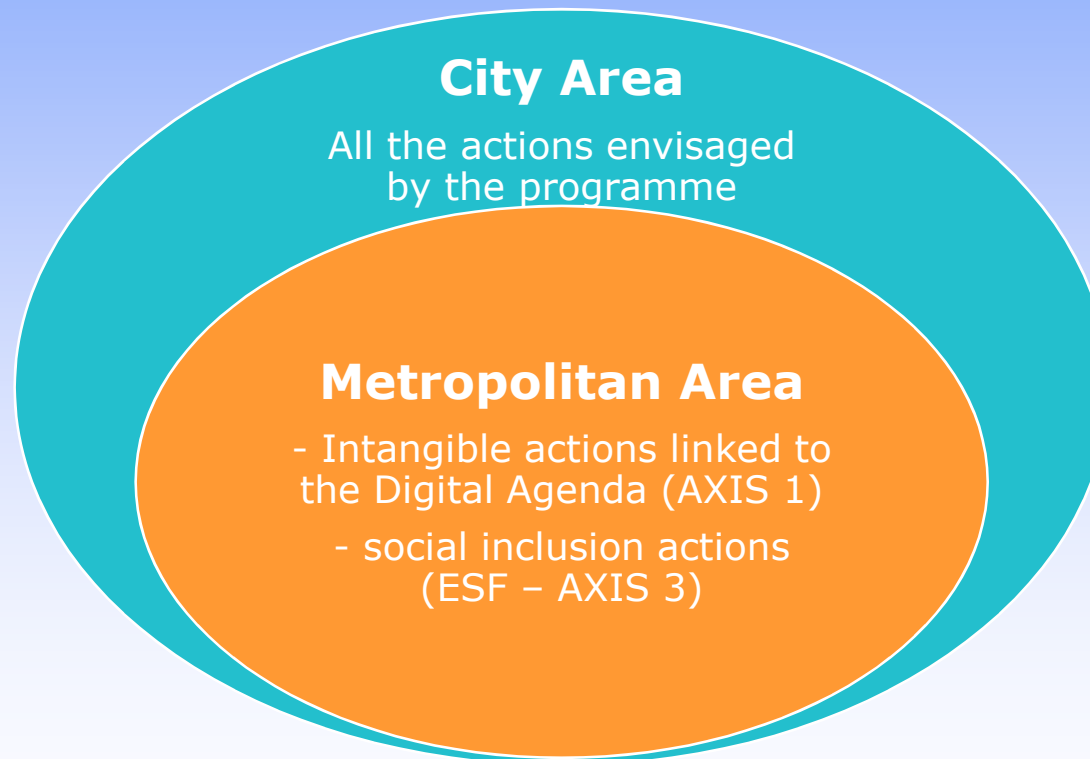 City Area
All the actions envisaged
by the programme
Metropolitan Area
- Intangible actions linked to
the Digital Agenda (AXIS 1)
- social inclusion actions
(ESF – AXIS 3)